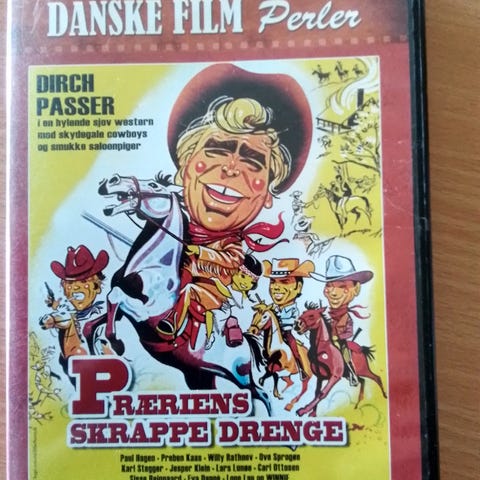 DANSKE FILM Perler
DIRCH
PASSER
i en hylende sjov western
med skydegale cowboys
og smukke saloonpiger
PRÆRIENS
SKRAPPE DRENGE
Paul Hagen - Preben Kaas - Willy Rathnov - Ove Sprogøe
Karl Stegger - Jesper Klein - Lars Lunøe - Carl Ottosen